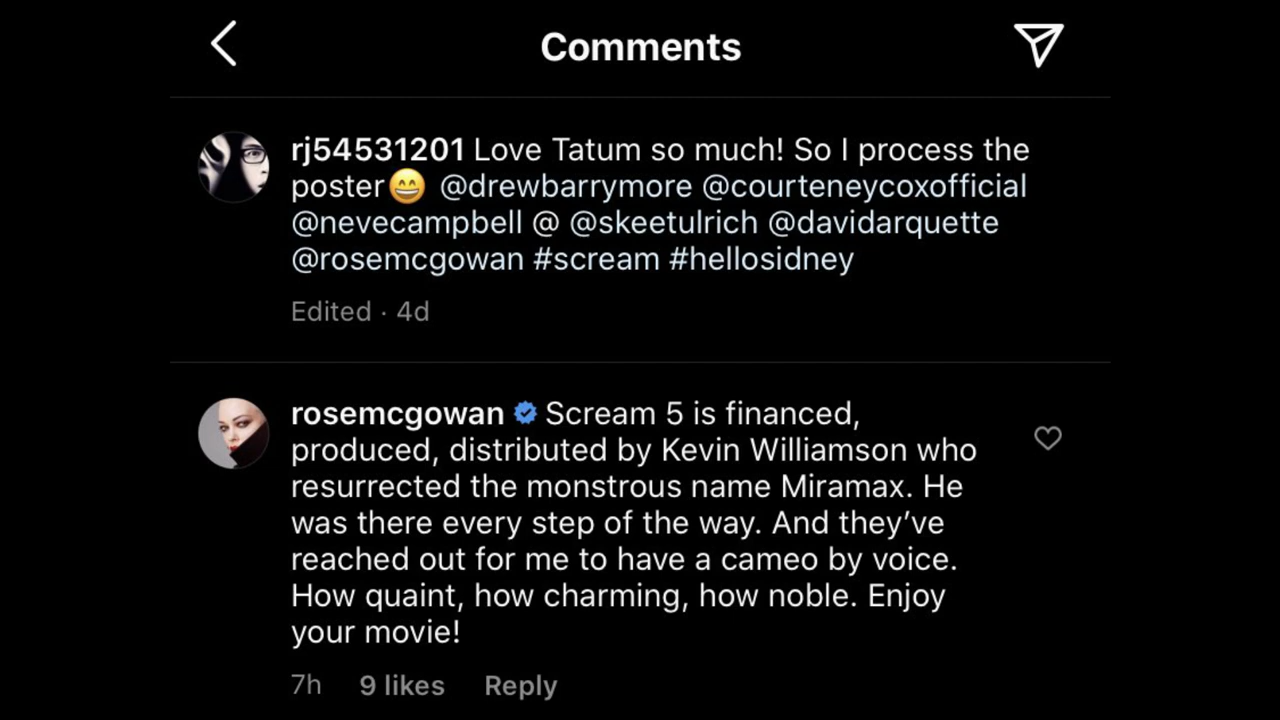 Comments
rj54531201 Love Tatum so much! So I process the
poster😄 @drewbarrymore @courteneycoxofficial
@nevecampbell @ @skeetulrich @davidarquette
@rosemcgowan #scream #hellosidney
Edited · 4d
rosemcgowan Scream 5 is financed,
produced, distributed by Kevin Williamson who
resurrected the monstrous name Miramax. He
was there every step of the way. And they’ve
reached out for me to have a cameo by voice.
How quaint, how charming, how noble. Enjoy
your movie!
7h 9 likes Reply